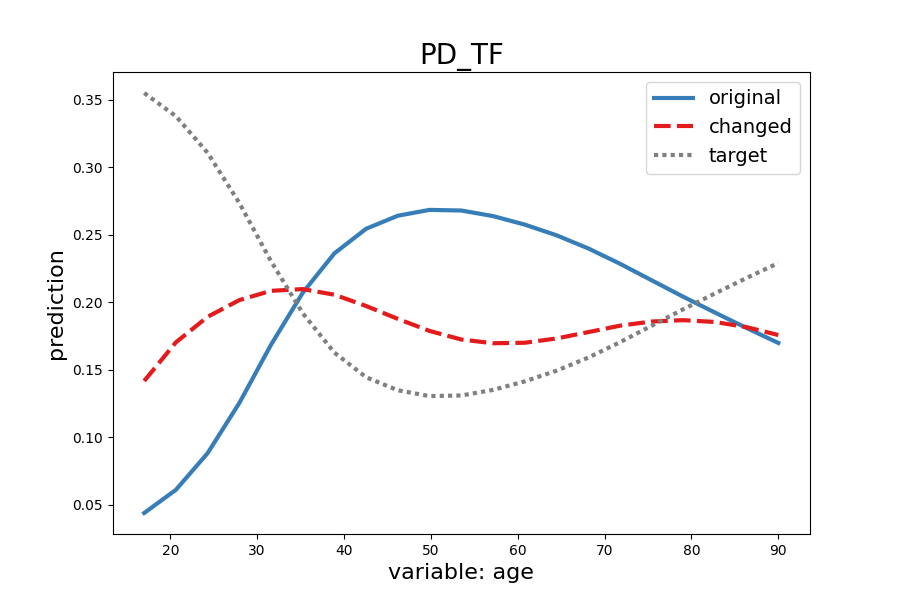 PD_TF
original
changed
target
prediction
0.35
0.30
0.25
0.20
0.15
0.10
0.05
20 30 40 50 60 70 80 90
variable: age